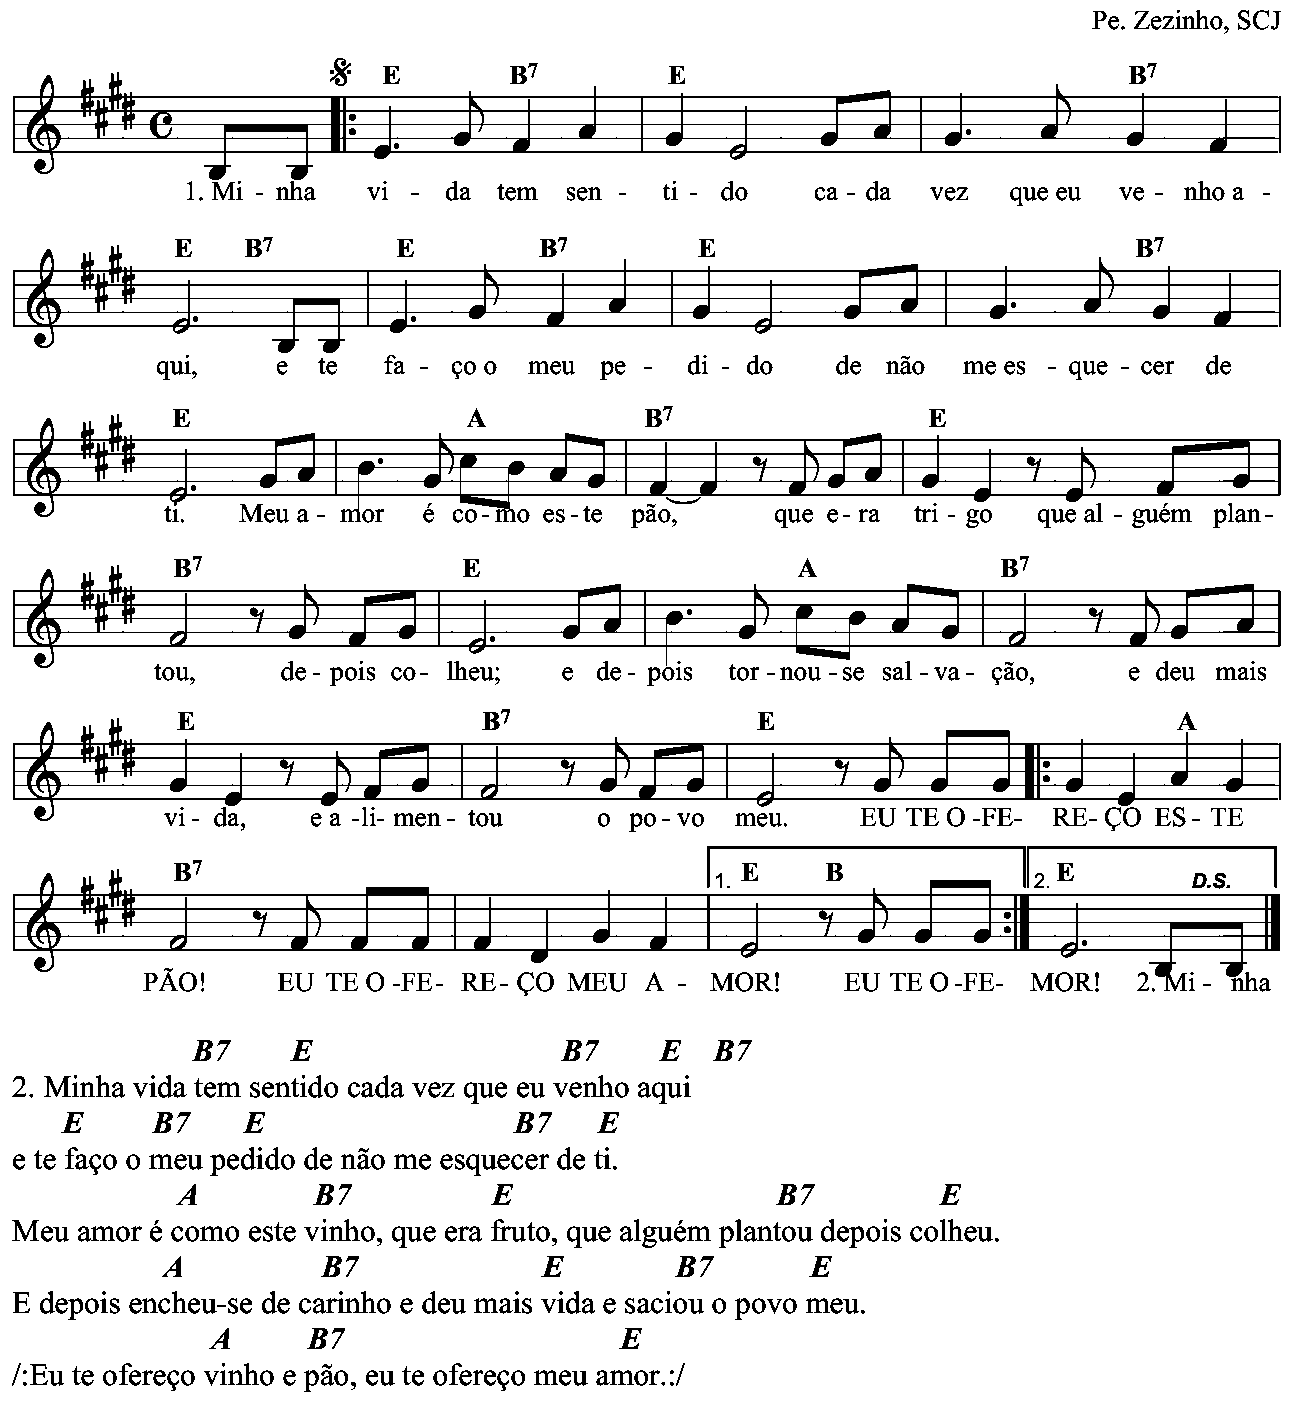 Pe. Zezinho, SCJ
E B7 E B7
1. Mi - nha vi - da tem sen - ti - do ca - da vez que eu ve - nho a -
E B7 E B7 E B7
qui, e te fa - ço o meu pe - di - do de não me es - que - cer de
E A B7 E
ti. Meu a - mor é co - mo es - te pão, que e - ra tri - go que al - guém plan -
B7 E A B7
tou, de - pois co - lheu; e de - pois tor - nou - se sal - va - ção, e deu mais
E B7 E A
vi - da, e a - li - men - tou o po - vo meu. EU TE O - FE - RE - ÇO ES - TE
B7 1. E B 2. E D.S.
PÃO! EU TE O - FE - RE - ÇO MEU A - MOR! EU TE O - FE - MOR! 2. Mi - nha
B7 E B7 E B7
2. Minha vida tem sentido cada vez que eu venho aqui
E B7 E B7 E
e te faço o meu pedido de não me esquecer de ti.
A B7 E B7 E
Meu amor é como este vinho, que era fruto, que alguém plantou depois colheu.
A B7 E B7 E
E depois encheu-se de carinho e deu mais vida e saciou o povo meu.
A B7 E
/:Eu te ofereço vinho e pão, eu te ofereço meu amor.:/